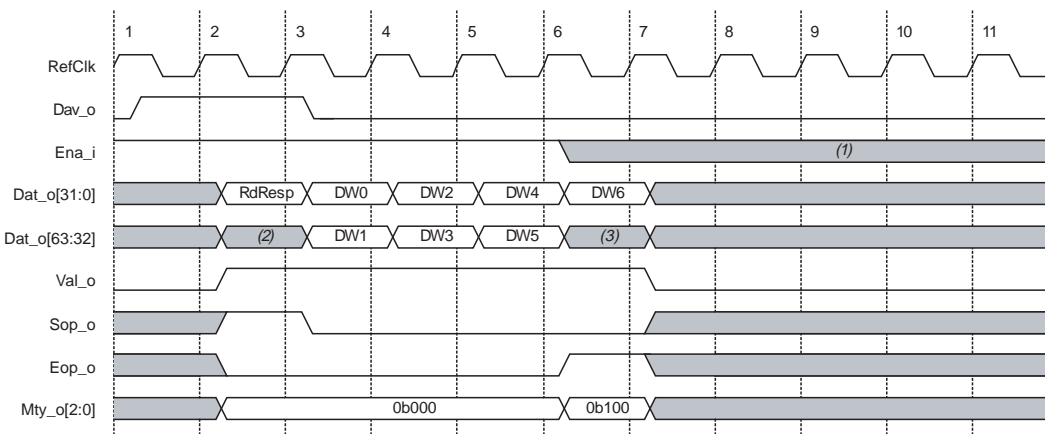 1 2 3 4 5 6 7 8 9 10 11
RefClk
Dav_o
Ena_i (1)
Dat_o[31:0] RdResp DW0 DW2 DW4 DW6
Dat_o[63:32] (2) DW1 DW3 DW5 (3)
Val_o
Sop_o
Eop_o
Mty_o[2:0] 0b000 0b100